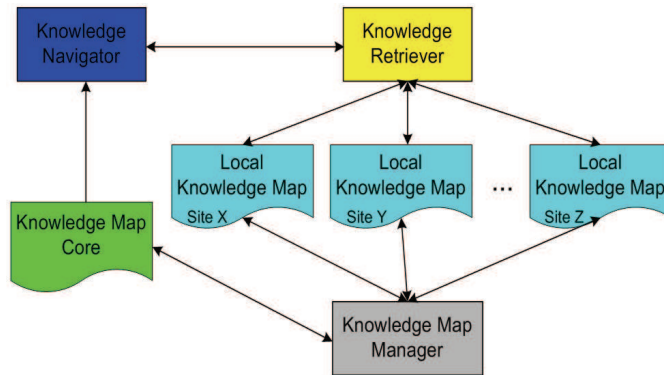 Knowledge
Navigator
Knowledge
Retriever
Local
Knowledge Map
Site X
Local
Knowledge Map
Site Y
...
Local
Knowledge Map
Site Z
Knowledge Map
Core
Knowledge Map
Manager